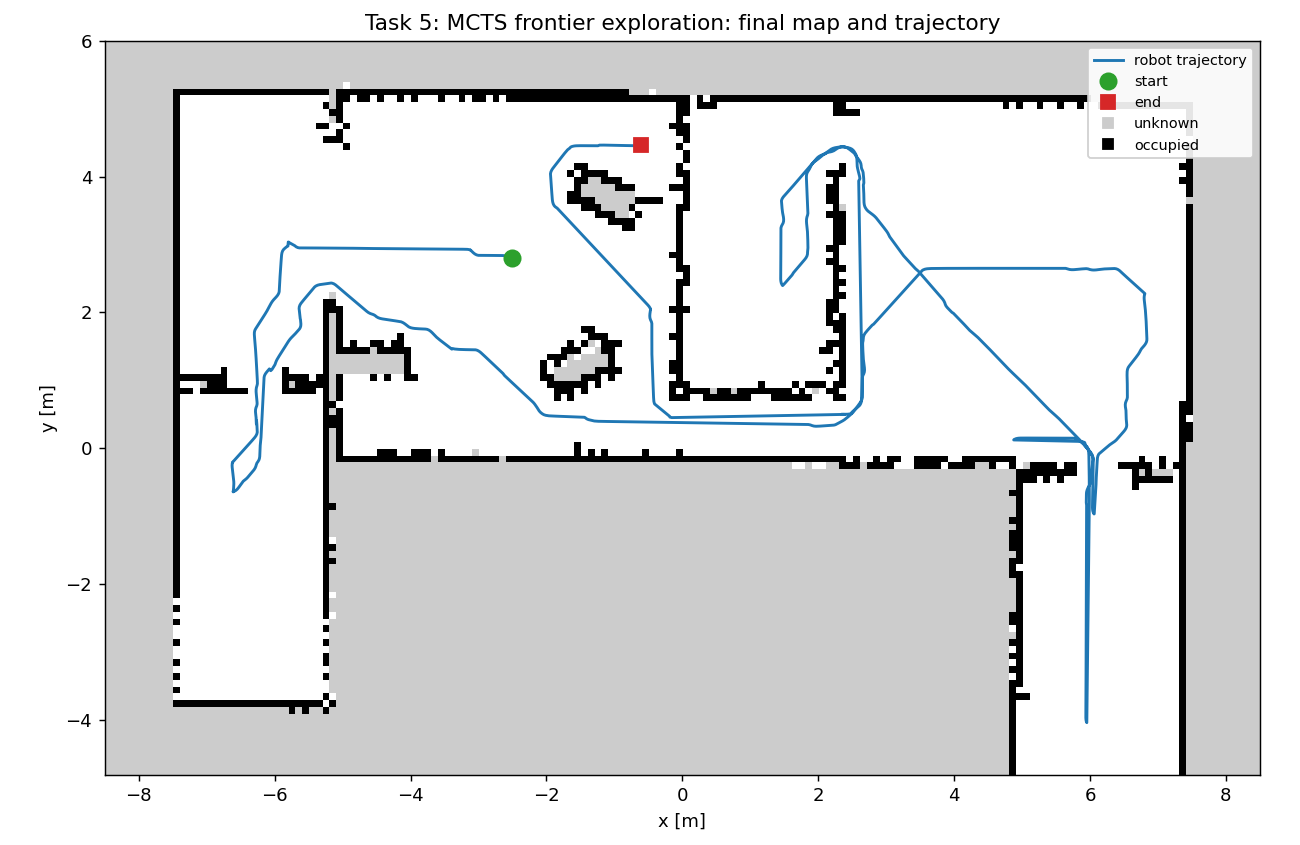 Task 5: MCTS frontier exploration: final map and trajectory
robot trajectory
start
end
unknown
occupied
6
4
2
0
−2
−4
y [m]
−8
−6
−4
−2
0
2
4
6
8
x [m]